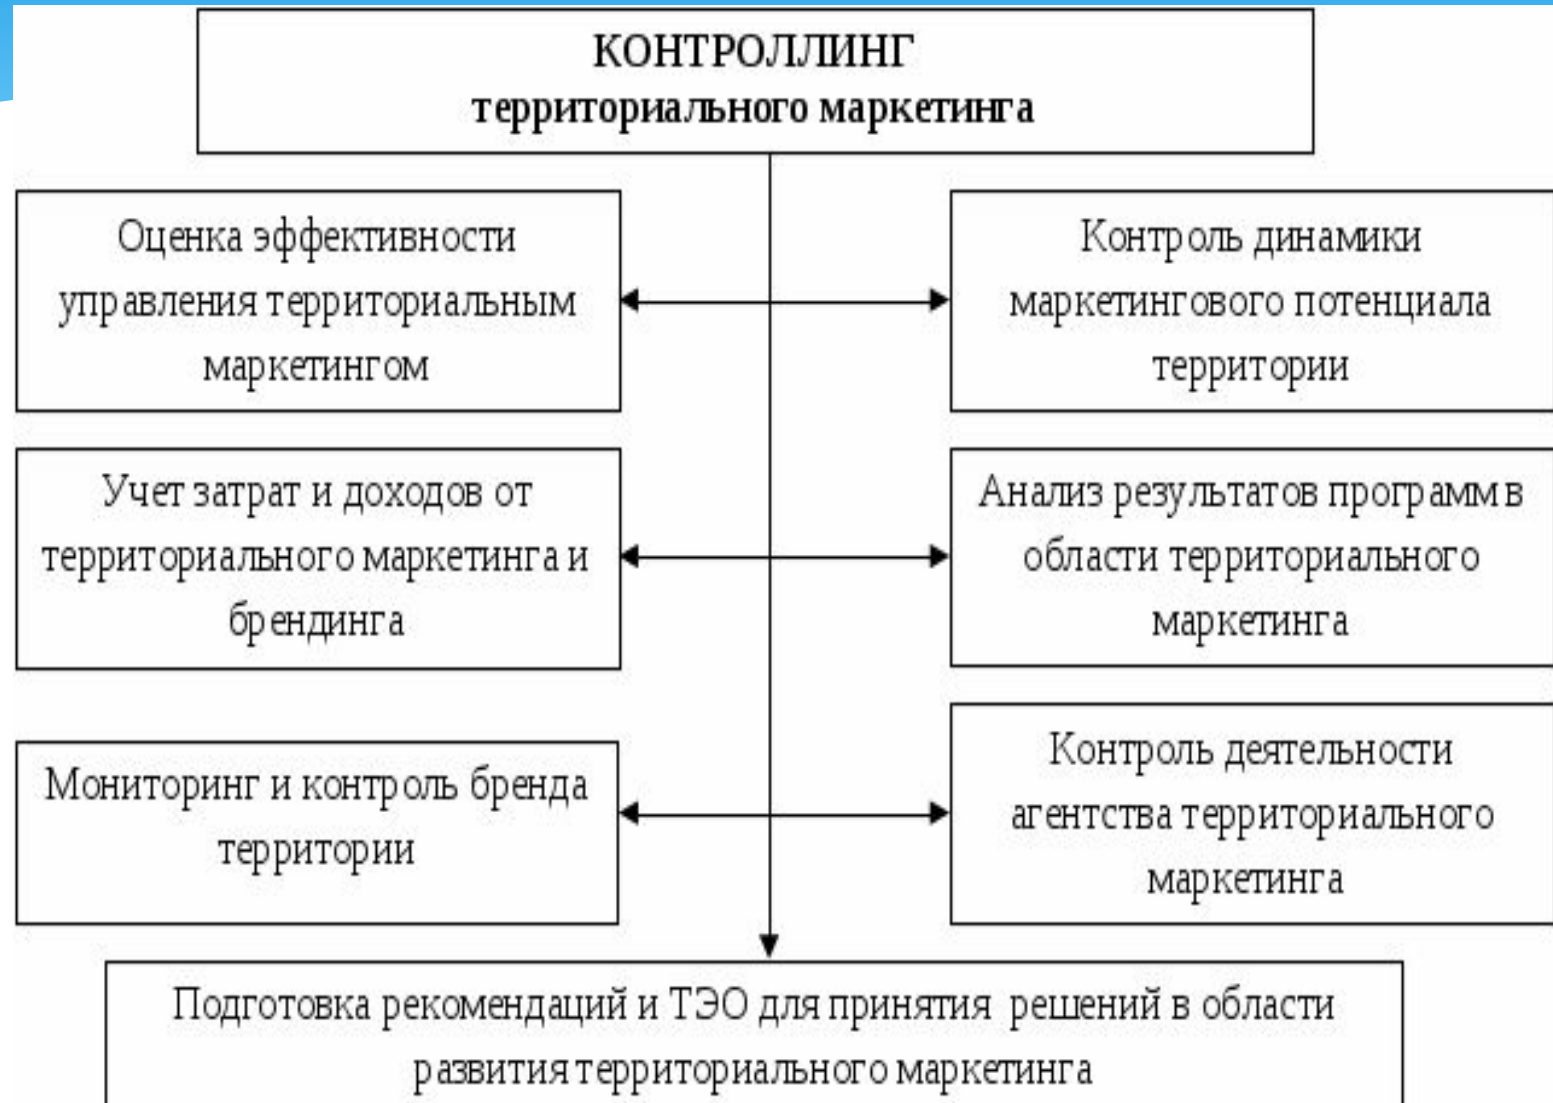 КОНТРОЛЛИНГ
территориального маркетинга
Оценка эффективности
управления территориальным
маркетингом
Контроль динамики
маркетингового потенциала
территории
Учет затрат и доходов от
территориального маркетинга и
брендинга
Анализ результатов программ в
области территориального
маркетинга
Мониторинг и контроль бренда
территории
Контроль деятельности
агентства территориального
маркетинга
Подготовка рекомендаций и ТЭО для принятия решений в области
развития территориального маркетинга